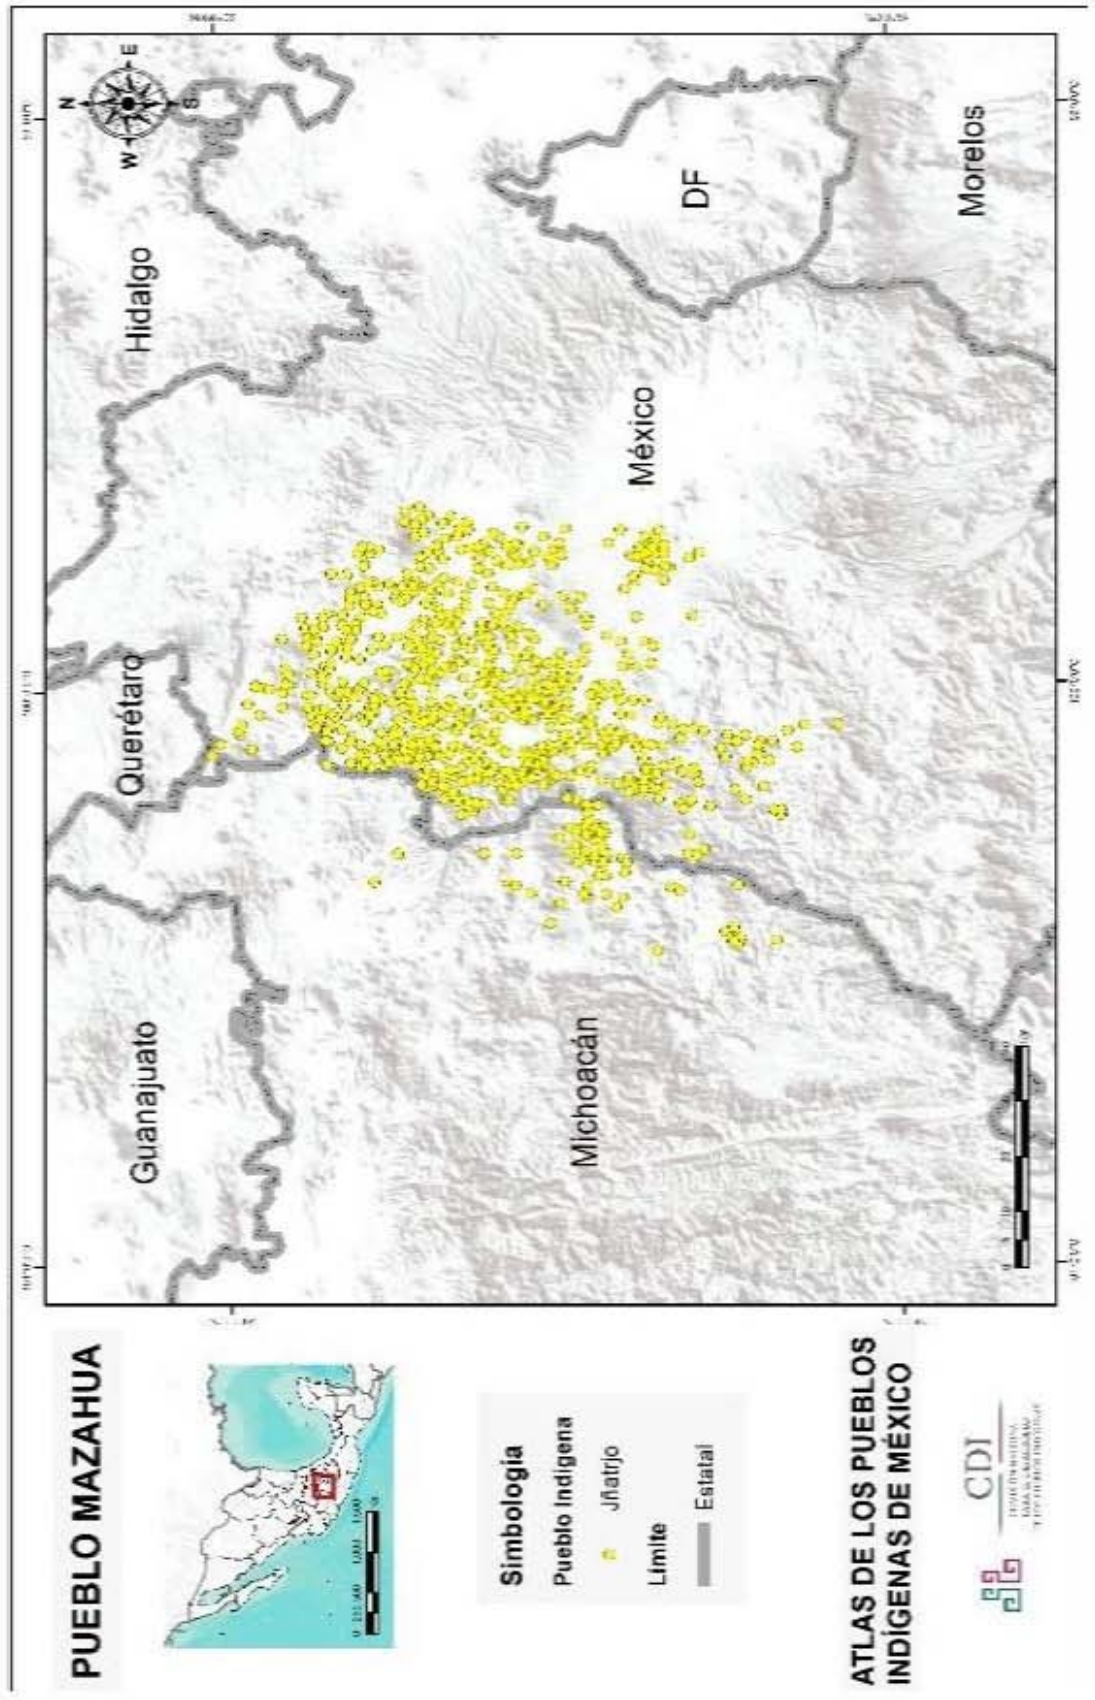 PUEBLO MAZAHUA
Simbología
Pueblo Indígena
Jñatrjo
Límite
Estatal
ATLAS DE LOS PUEBLOS
INDÍGENAS DE MÉXICO
CDI
Guanajuato
Querétaro
Hidalgo
N
E
S
W
Michoacán
México
DF
Morelos